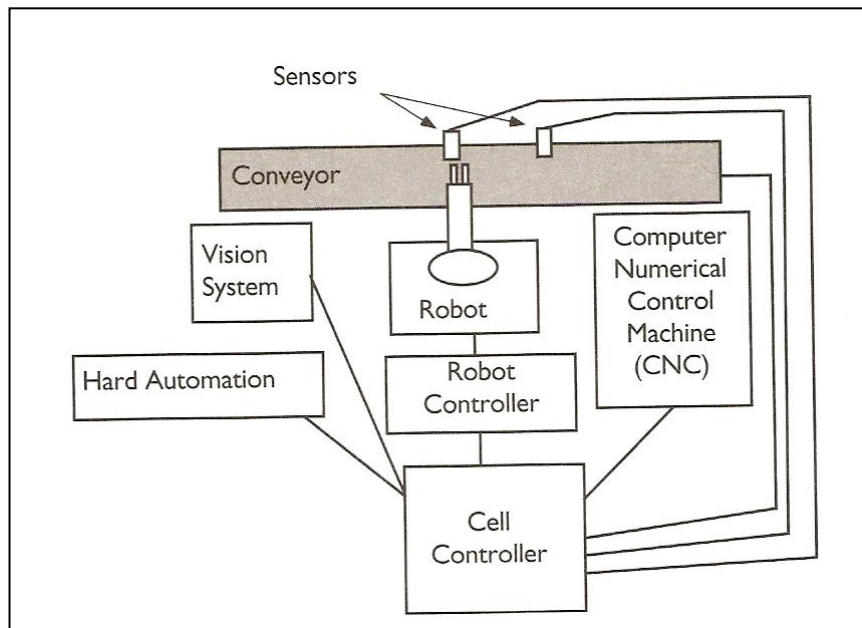 Sensors
Conveyor
Vision
System
Computer
Numerical
Control
Machine
(CNC)
Robot
Hard Automation
Robot
Controller
Cell
Controller